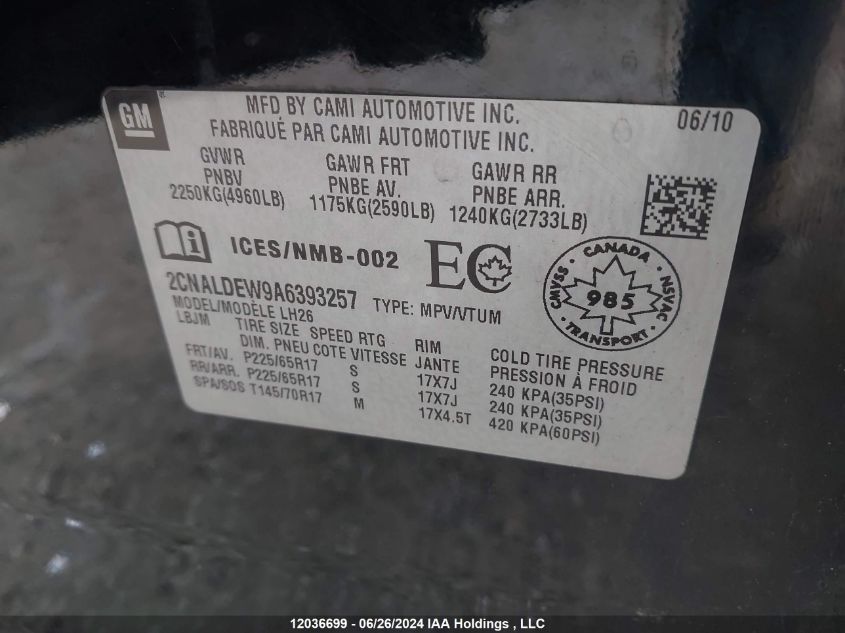 GM
MFD BY CAMI AUTOMOTIVE INC. 06/10
FABRIQUÉ PAR CAMI AUTOMOTIVE INC.
GVWR GAWR FRT GAWR RR
PNBV PNBE AV. PNBE ARR.
2250KG(4960LB) 1175KG(2590LB) 1240KG(2733LB)
ICES/NMB-002 EC
CANADA
CMVSS 985 NSVAC
TRANSPORT
2CNALDEW9A6393257 TYPE: MPV/VTUM
MODEL/MODÈLE LH26
LBJM TIRE SIZE SPEED RTG RIM COLD TIRE PRESSURE
DIM. PNEU COTE VITESSE JANTE PRESSION À FROID
FRT/AV. P225/65R17 S 17X7J 240 KPA(35PSI)
RR/ARR. P225/65R17 S 17X7J 240 KPA(35PSI)
SPA/SOS T145/70R17 M 17X4.5T 420 KPA(60PSI)
12036699 - 06/26/2024 IAA Holdings , LLC